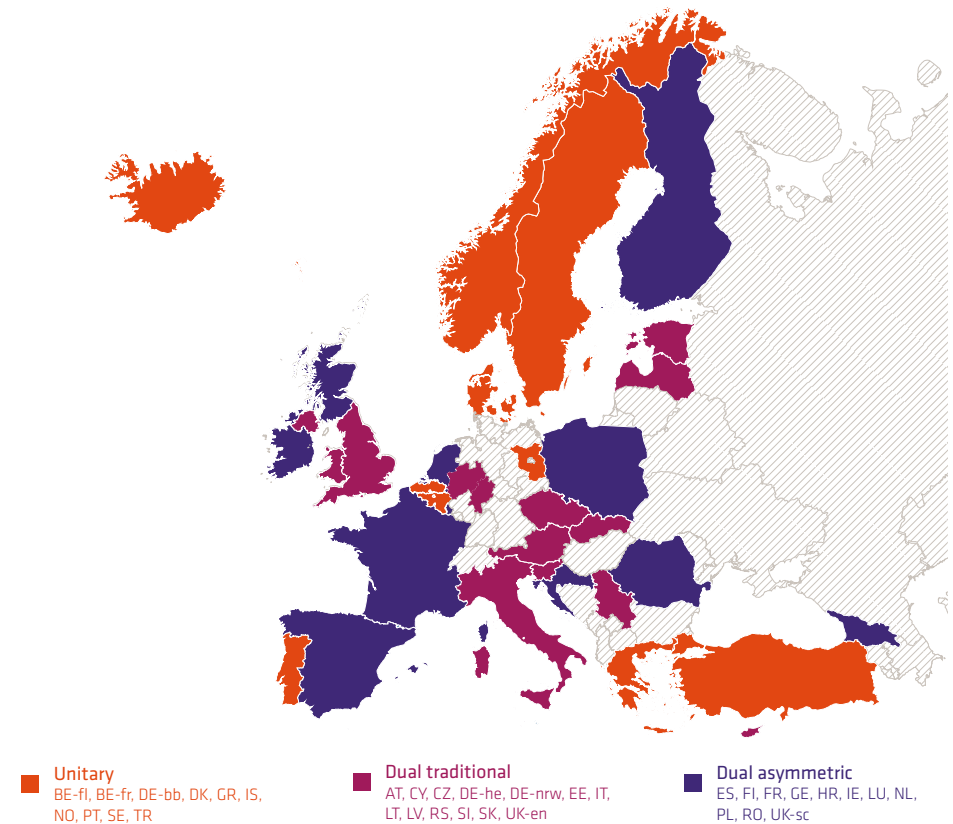 Unitary
BE-fl, BE-fr, DE-bb, DK, GR, IS,
NO, PT, SE, TR
Dual traditional
AT, CY, CZ, DE-he, DE-nrw, EE, IT,
LT, LV, RS, SI, SK, UK-en
Dual asymmetric
ES, FI, FR, GE, HR, IE, LU, NL,
PL, RO, UK-sc